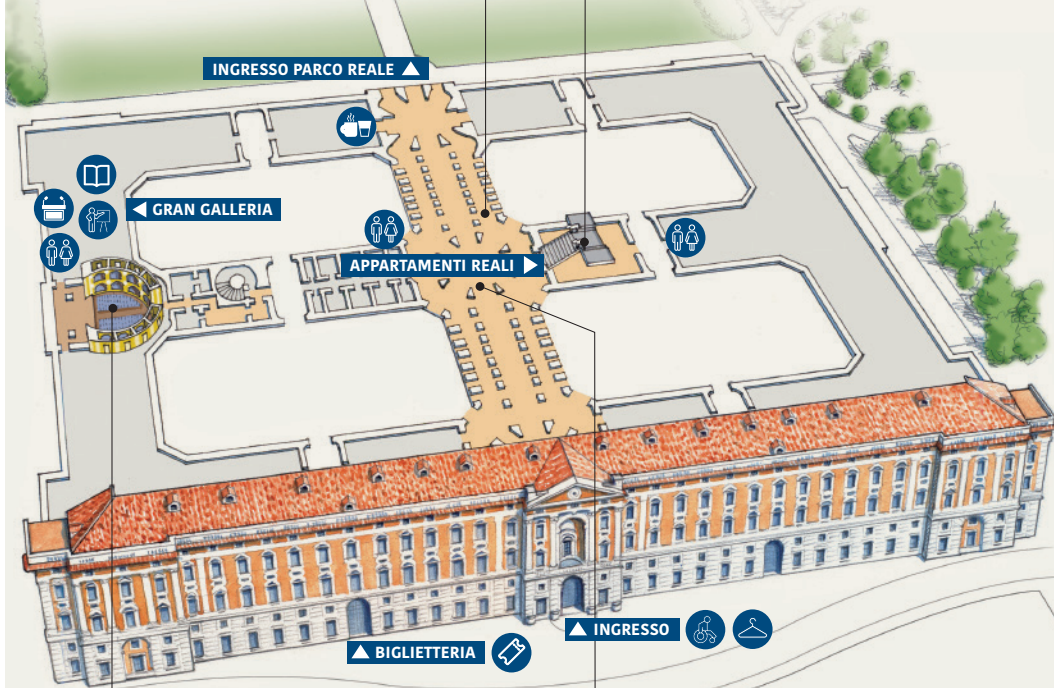 INGRESSO PARCO REALE
GRAN GALLERIA
APPARTAMENTI REALI
INGRESSO
BIGLIETTERIA